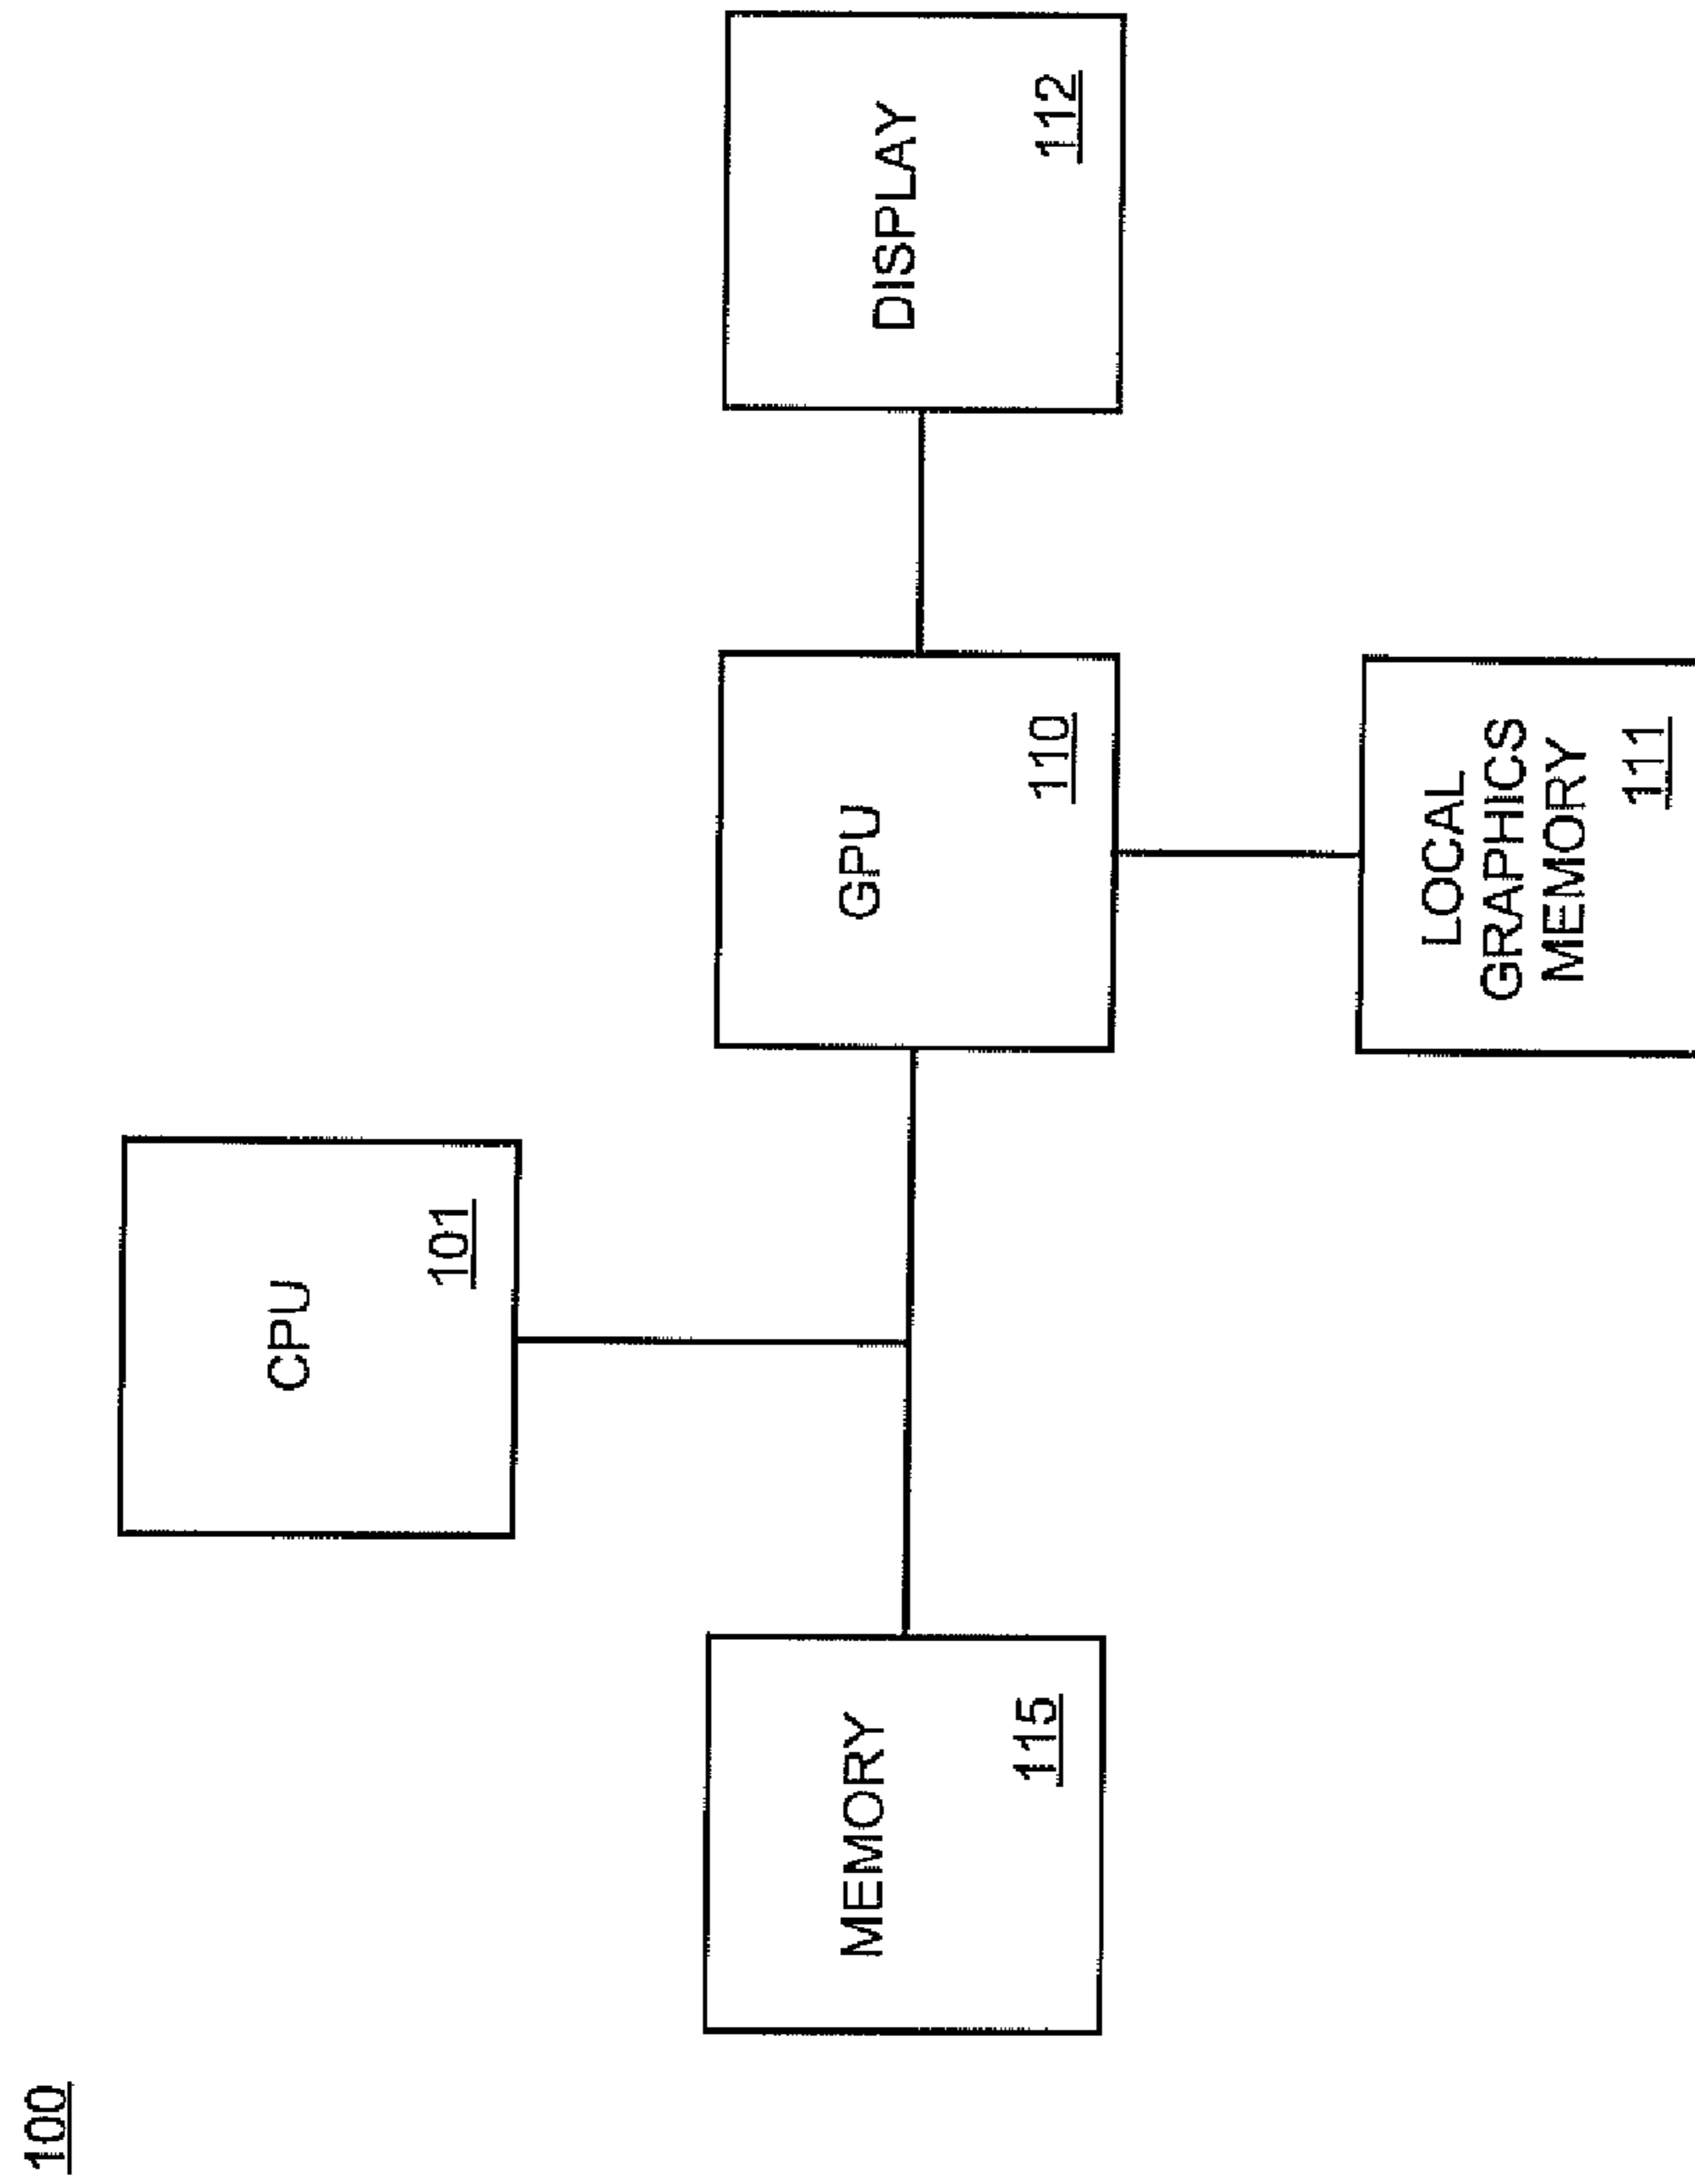 100
CPU
101
MEMORY
115
GPU
110
DISPLAY
112
LOCAL
GRAPHICS
MEMORY
111